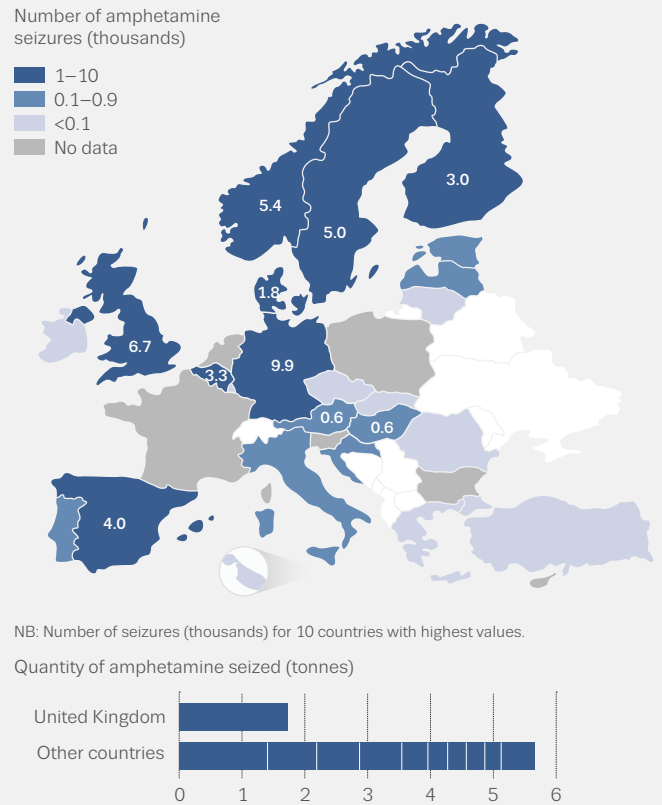 Number of amphetamine
seizures (thousands)
1–10
0.1–0.9
<0.1
No data
3.0
5.4
5.0
1.8
6.7
3.3
9.9
0.6
0.6
4.0
NB: Number of seizures (thousands) for 10 countries with highest values.
Quantity of amphetamine seized (tonnes)
United Kingdom
Other countries
0 1 2 3 4 5 6